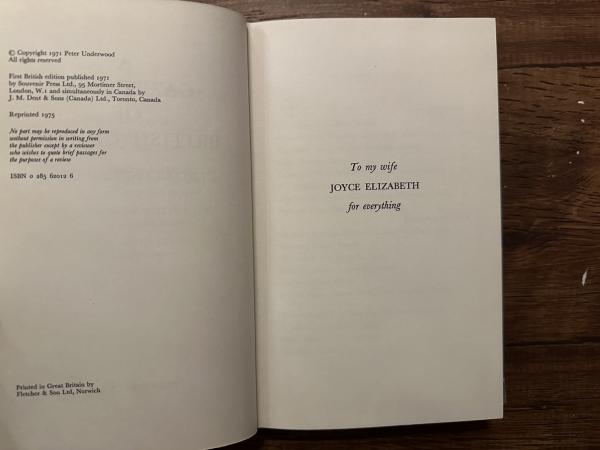 © Copyright 1971 Peter Underwood
All rights reserved
First British edition published 1971
by Souvenir Press Ltd., 95 Mortimer Street,
London, W.1 and simultaneously in Canada by
J. M. Dent & Sons (Canada) Ltd., Toronto, Canada
Reprinted 1975
No part may be reproduced in any form
without permission in writing from
the publisher except by a reviewer
who wishes to quote brief passages for
the purposes of a review
ISBN 0 285 62012 6
Printed in Great Britain by
Fletcher & Son Ltd, Norwich
To my wife
JOYCE ELIZABETH
for everything